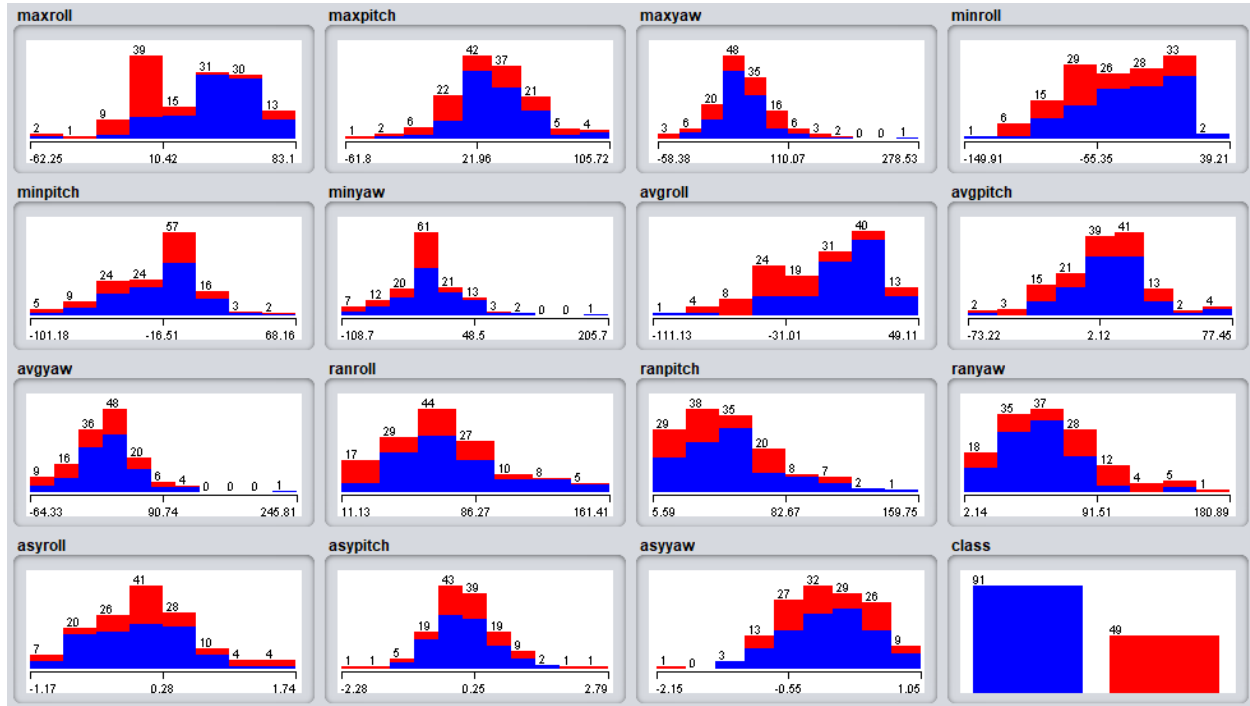 maxroll maxpitch maxyaw minroll
2 1 9 39 15 31 30 13
-62.25 10.42 83.1
1 2 6 22 42 37 21 5 4
-61.8 21.96 105.72
3 6 20 48 35 16 6 3 2 0 0 1
-58.38 110.07 278.53
1 6 15 29 26 28 33 2
-149.91 -55.35 39.21
minpitch minyaw avgroll avgpitch
5 9 24 24 57 16 3 2
-101.18 -16.51 68.16
7 12 20 61 21 13 3 2 0 0 1
-108.7 48.5 205.7
1 4 8 24 19 31 40 13
-111.13 -31.01 49.11
2 3 15 21 39 41 13 2 4
-73.22 2.12 77.45
avgyaw ranroll ranpitch ranyaw
9 16 36 48 20 6 4 0 0 0 1
-64.33 90.74 245.81
17 29 44 27 10 8 5
11.13 86.27 161.41
29 38 35 20 8 7 2 1
5.59 82.67 159.75
18 35 37 28 12 4 5 1
2.14 91.51 180.89
asyroll asypitch asyyaw class
7 20 26 41 28 10 4 4
-1.17 0.28 1.74
1 1 5 19 43 39 19 9 2 1 1
-2.28 0.25 2.79
1 0 3 13 27 32 29 26 9
-2.15 -0.55 1.05
91 49